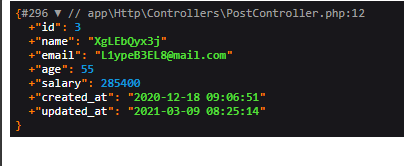 {#296 ▼ // app\Http\Controllers\PostController.php:12
+"id": 3
+"name": "XgLEbQyx3j"
+"email": "L1ypeB3EL8@mail.com"
+"age": 55
+"salary": 285400
+"created_at": "2020-12-18 09:06:51"
+"updated_at": "2021-03-09 08:25:14"
}